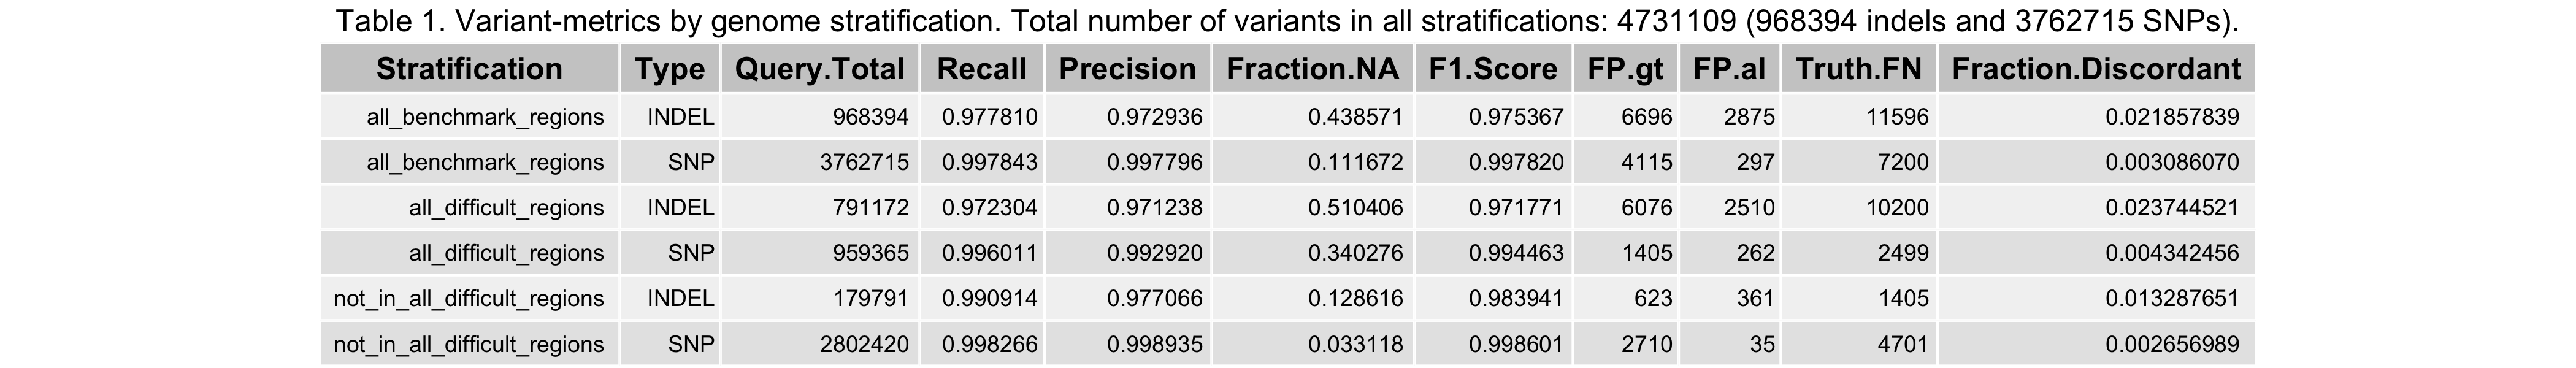 Table 1. Variant-metrics by genome stratification. Total number of variants in all stratifications: 4731109 (968394 indels and 3762715 SNPs).
Stratification Type Query.Total Recall Precision Fraction.NA F1.Score FP.gt FP.al Truth.FN Fraction.Discordant
all_benchmark_regions INDEL 968394 0.977810 0.972936 0.438571 0.975367 6696 2875 11596 0.021857839
all_benchmark_regions SNP 3762715 0.997843 0.997796 0.111672 0.997820 4115 297 7200 0.003086070
all_difficult_regions INDEL 791172 0.972304 0.971238 0.510406 0.971771 6076 2510 10200 0.023744521
all_difficult_regions SNP 959365 0.996011 0.992920 0.340276 0.994463 1405 262 2499 0.004342456
not_in_all_difficult_regions INDEL 179791 0.990914 0.977066 0.128616 0.983941 623 361 1405 0.013287651
not_in_all_difficult_regions SNP 2802420 0.998266 0.998935 0.033118 0.998601 2710 35 4701 0.002656989